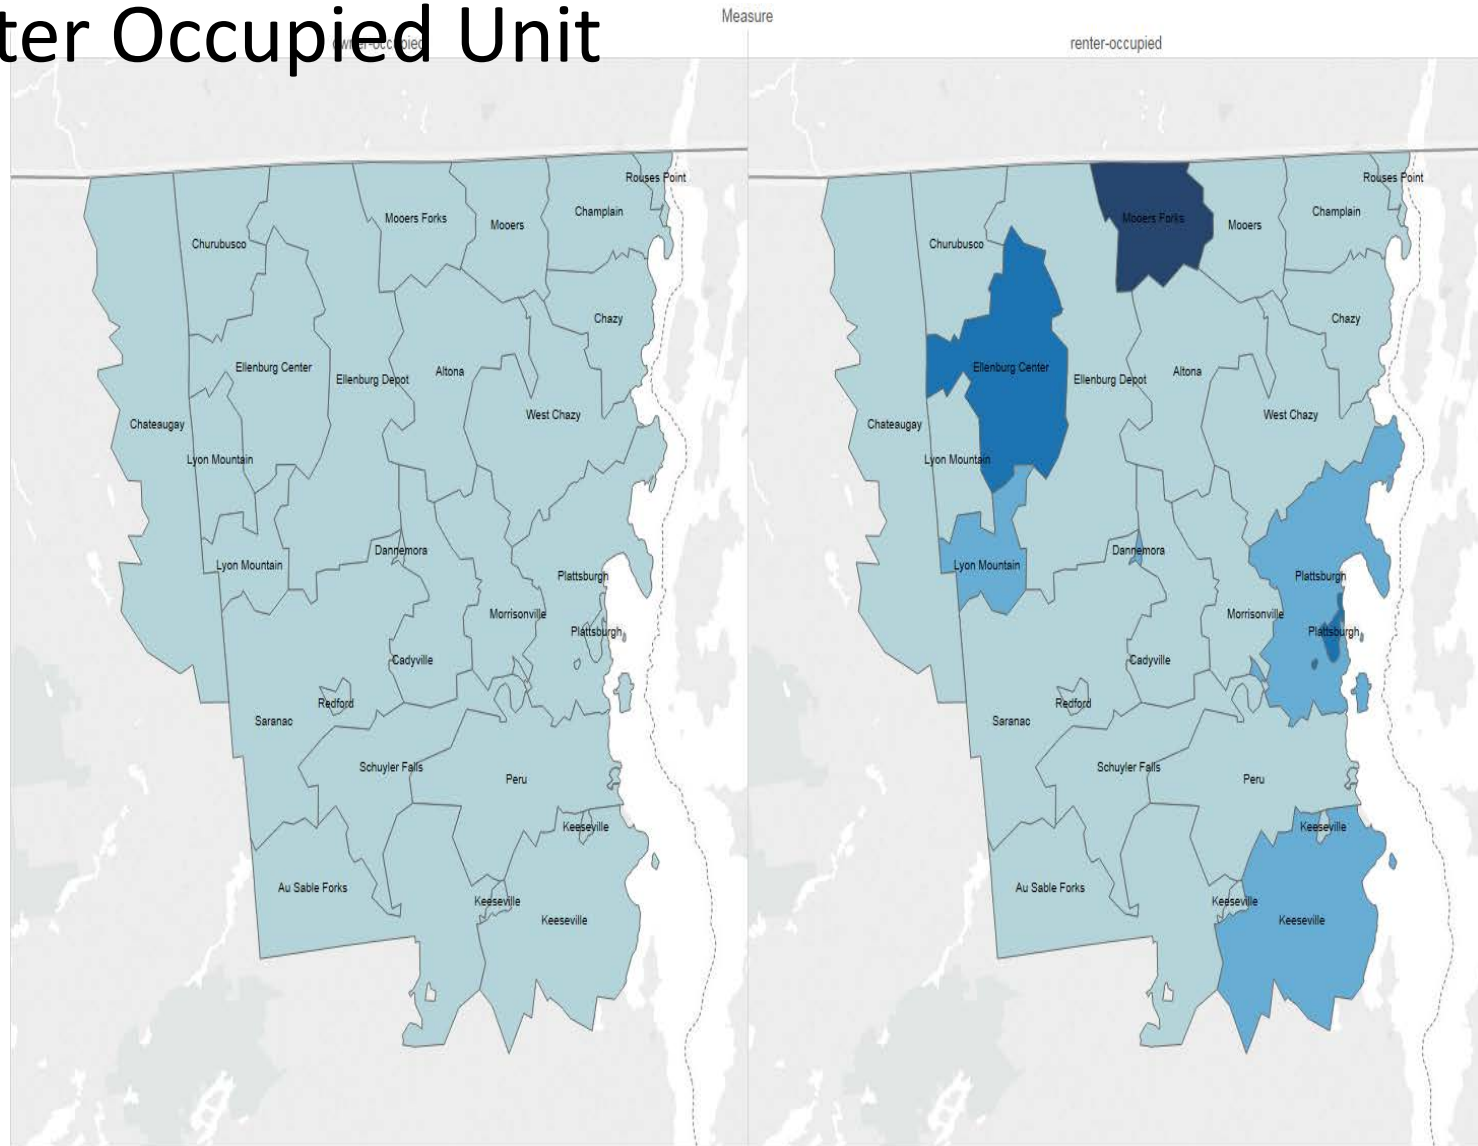 ter Occupied Unit
Measure
owner-occupied
renter-occupied
Rouses Point
Champlain
Mooers Forks
Mooers
Churubusco
Chazy
Ellenburg Center
Altona
Ellenburg Depot
West Chazy
Chateaugay
Lyon Mountain
Dannemora
Lyon Mountain
Plattsburgh
Morrisonville
Plattsburgh
Cadyville
Redford
Saranac
Schuyler Falls
Peru
Keeseville
Au Sable Forks
Keeseville
Keeseville
Rouses Point
Champlain
Mooers Forks
Mooers
Churubusco
Chazy
Ellenburg Center
Altona
Ellenburg Depot
West Chazy
Chateaugay
Lyon Mountain
Dannemora
Lyon Mountain
Plattsburgh
Morrisonville
Plattsburgh
Cadyville
Redford
Saranac
Schuyler Falls
Peru
Keeseville
Au Sable Forks
Keeseville
Keeseville